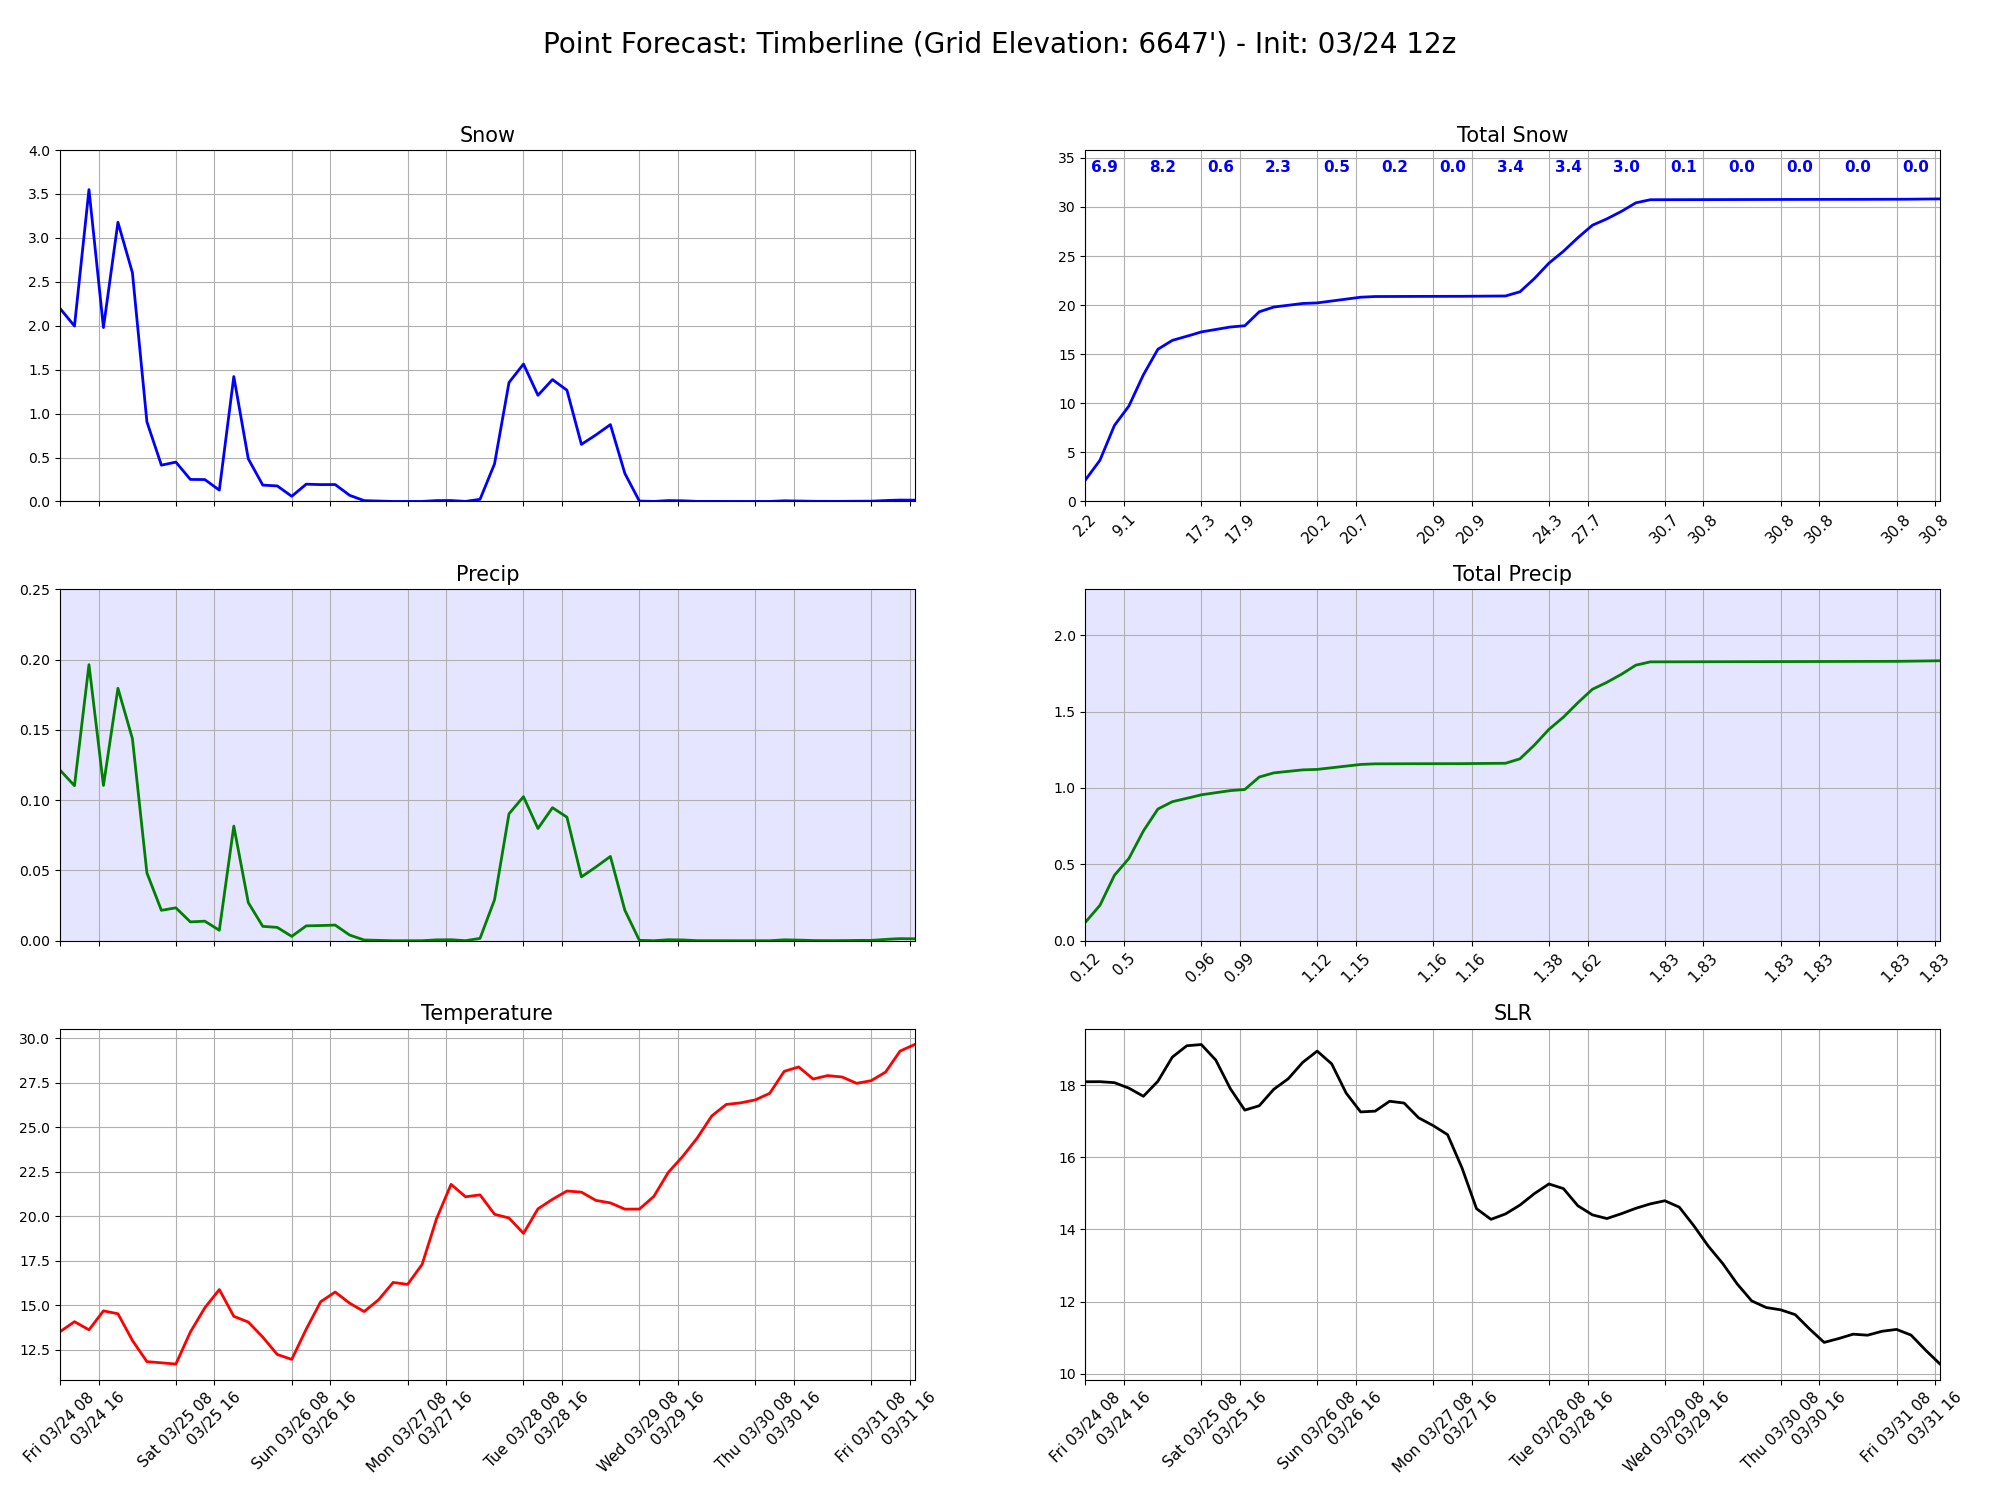 Point Forecast: Timberline (Grid Elevation: 6647') - Init: 03/24 12z
Snow
4.0
3.5
3.0
2.5
2.0
1.5
1.0
0.5
0.0
Total Snow
6.9 8.2 0.6 2.3 0.5 0.2 0.0 3.4 3.4 3.0 0.1 0.0 0.0 0.0 0.0
35
30
25
20
15
10
5
0
2.2 9.1 17.3 17.9 20.2 20.7 20.9 20.9 24.3 27.7 30.7 30.8 30.8 30.8 30.8 30.8
Precip
0.25
0.20
0.15
0.10
0.05
0.00
Total Precip
2.0
1.5
1.0
0.5
0.0
0.12 0.5 0.96 0.99 1.12 1.15 1.16 1.16 1.38 1.62 1.83 1.83 1.83 1.83 1.83 1.83
Temperature
30.0
27.5
25.0
22.5
20.0
17.5
15.0
12.5
Fri 03/24 08
03/24 16
Sat 03/25 08
03/25 16
Sun 03/26 08
03/26 16
Mon 03/27 08
03/27 16
Tue 03/28 08
03/28 16
Wed 03/29 08
03/29 16
Thu 03/30 08
03/30 16
Fri 03/31 08
03/31 16
SLR
18
16
14
12
10
Fri 03/24 08
03/24 16
Sat 03/25 08
03/25 16
Sun 03/26 08
03/26 16
Mon 03/27 08
03/27 16
Tue 03/28 08
03/28 16
Wed 03/29 08
03/29 16
Thu 03/30 08
03/30 16
Fri 03/31 08
03/31 16